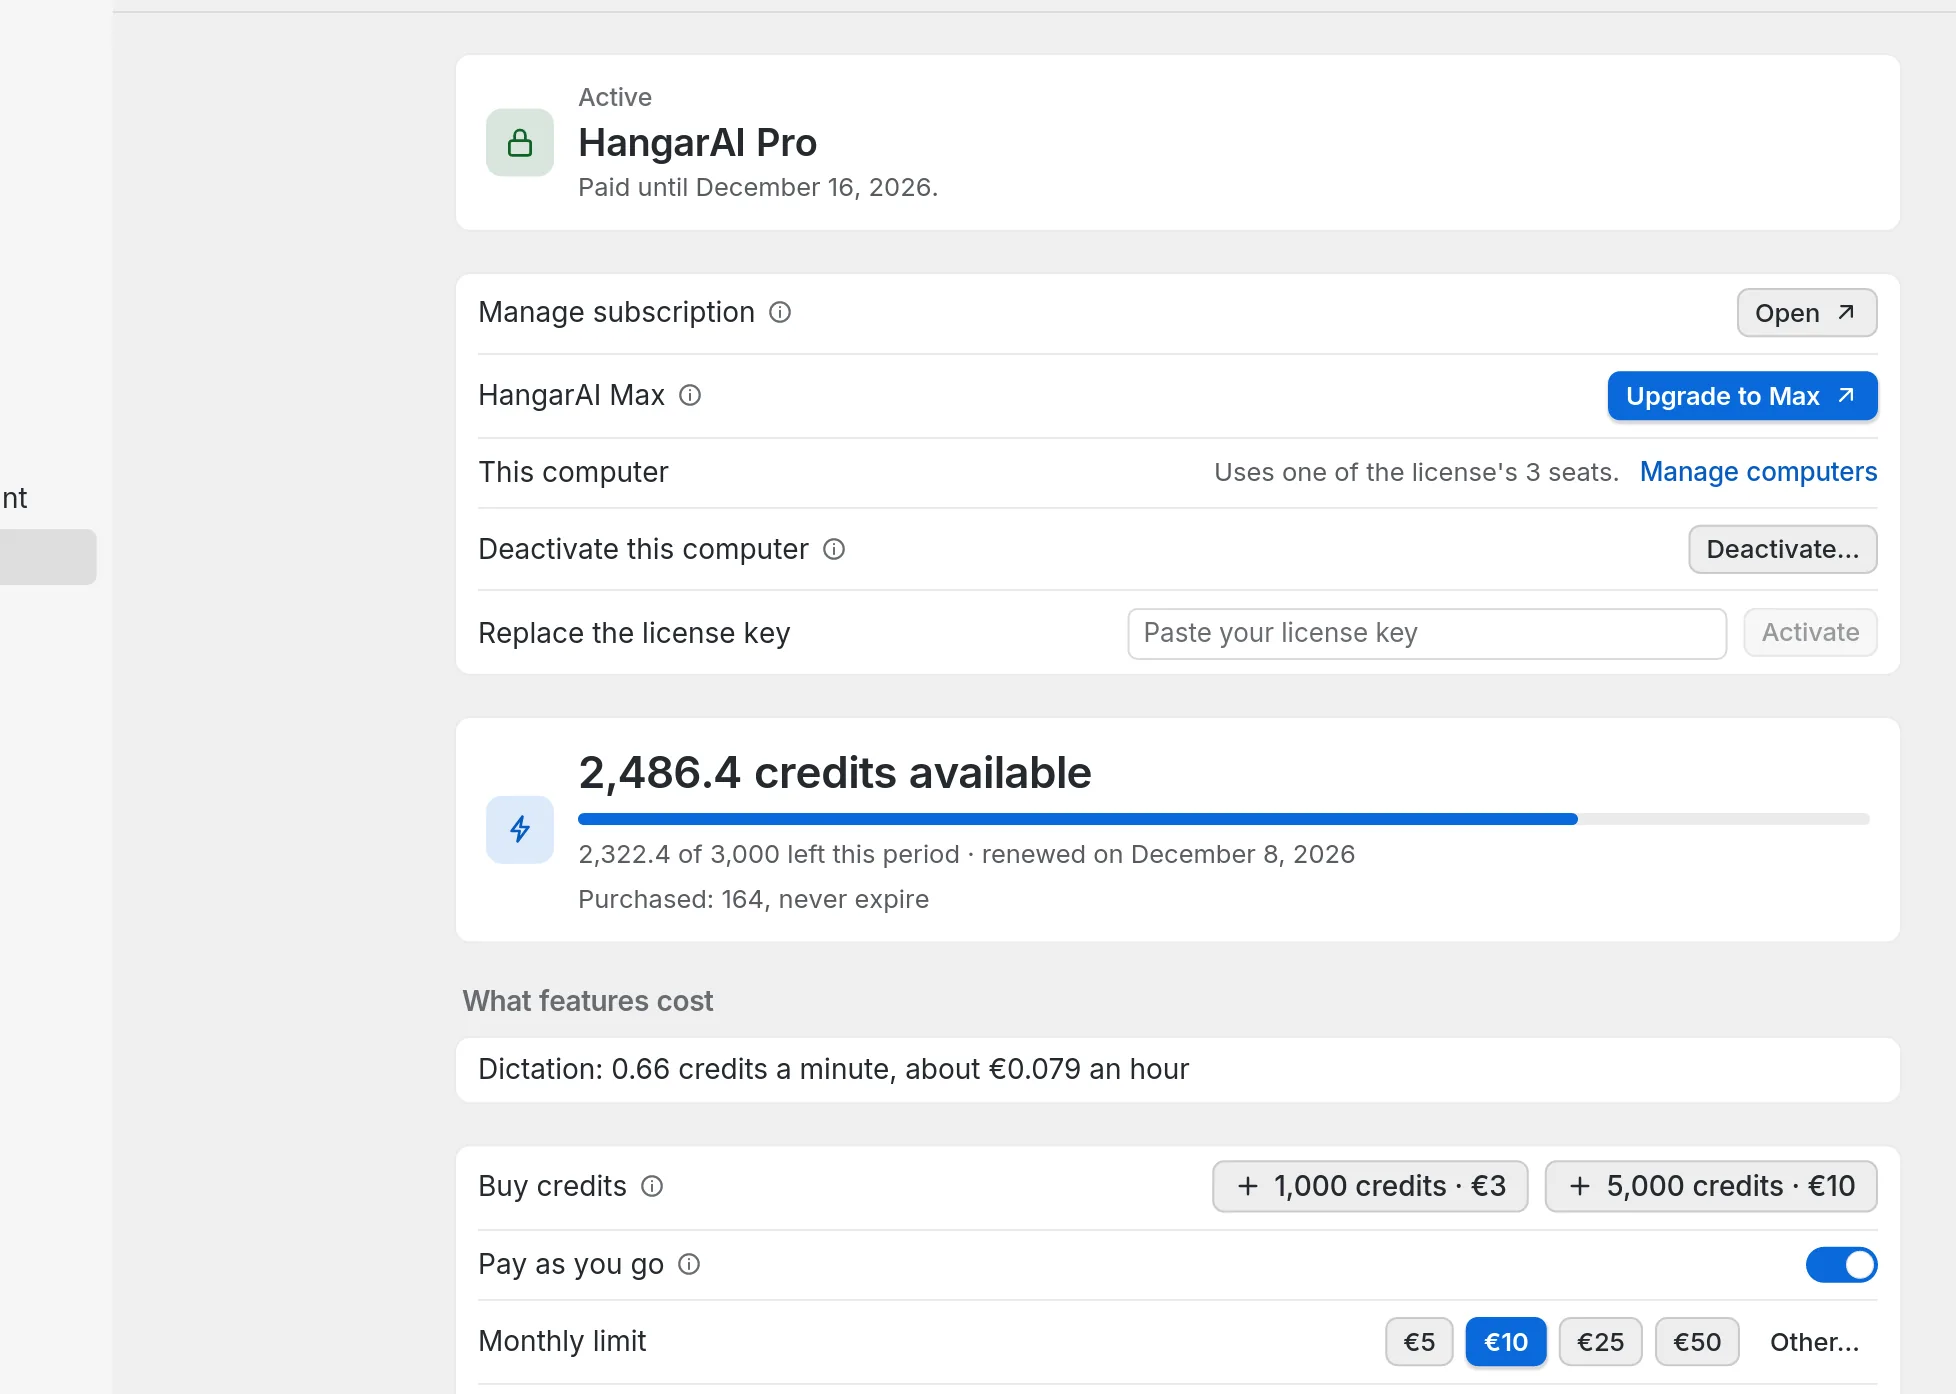 Active
HangarAI Pro
Paid until December 16, 2026.
Manage subscription
Open
HangarAI Max
Upgrade to Max
This computer
Uses one of the license's 3 seats. Manage computers
nt
Deactivate this computer
Deactivate...
Replace the license key
Paste your license key
Activate
2,486.4 credits available
2,322.4 of 3,000 left this period · renewed on December 8, 2026
Purchased: 164, never expire
What features cost
Dictation: 0.66 credits a minute, about €0.079 an hour
Buy credits
+ 1,000 credits · €3
+ 5,000 credits · €10
Pay as you go
Monthly limit
€5 €10 €25 €50 Other...